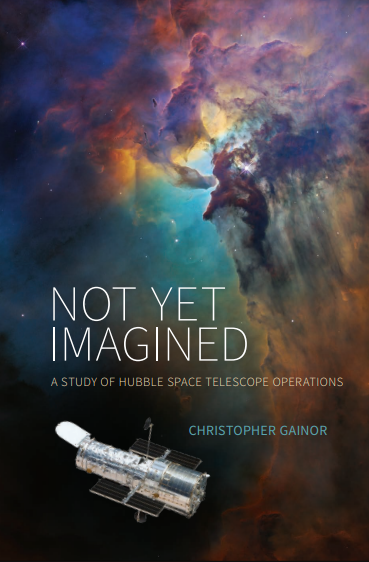 NOT YET
IMAGINED
A STUDY OF HUBBLE SPACE TELESCOPE OPERATIONS
CHRISTOPHER GAINOR